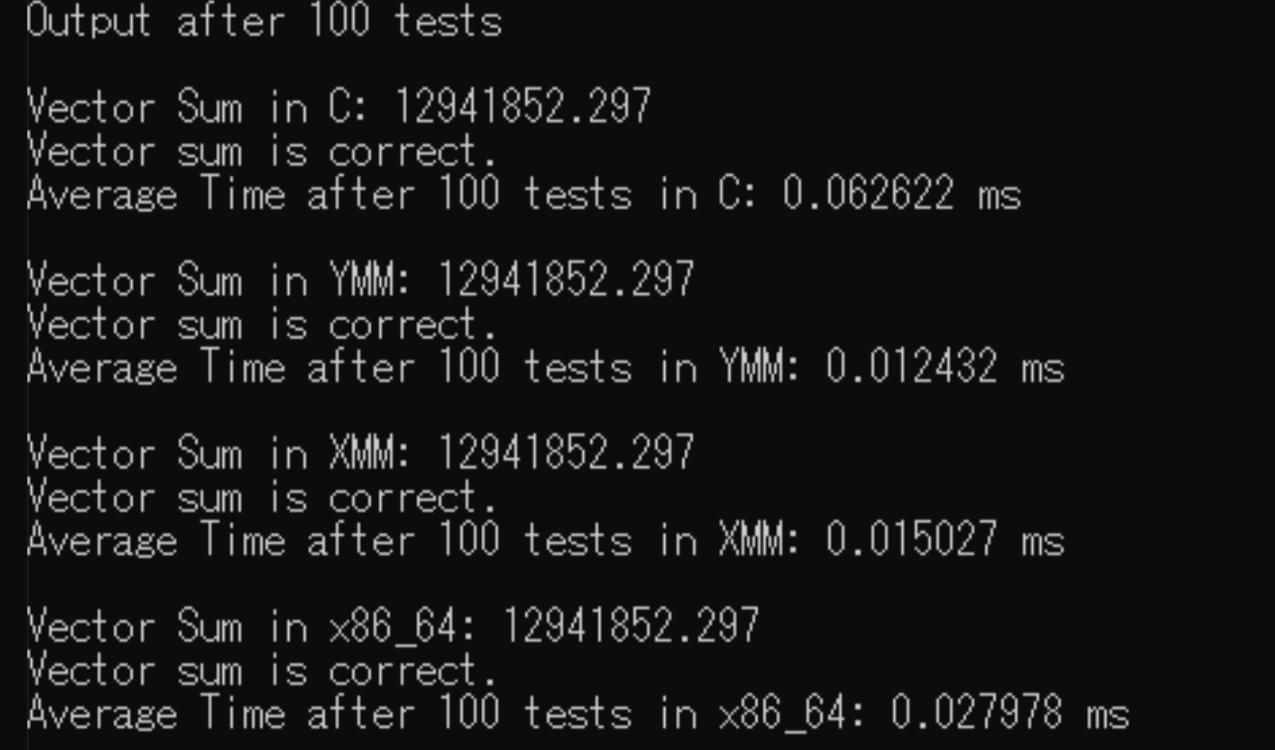 Output after 100 tests
Vector Sum in C: 12941852.297
Vector sum is correct.
Average Time after 100 tests in C: 0.062622 ms
Vector Sum in YMM: 12941852.297
Vector sum is correct.
Average Time after 100 tests in YMM: 0.012432 ms
Vector Sum in XMM: 12941852.297
Vector sum is correct.
Average Time after 100 tests in XMM: 0.015027 ms
Vector Sum in x86_64: 12941852.297
Vector sum is correct.
Average Time after 100 tests in x86_64: 0.027978 ms